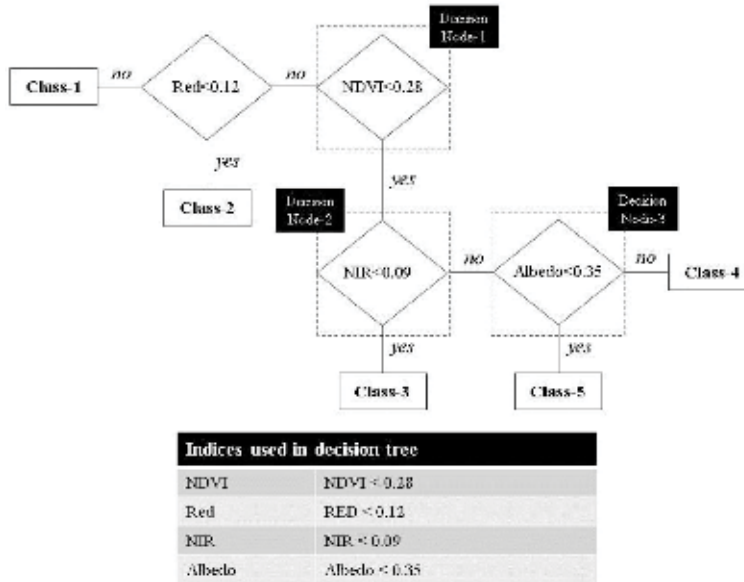 Decision
Node-1
no
no
Class-1
Red<0.12
NDVI<0.28
yes
yes
Class-2
Decision
Node-2
Decision
Node-3
no
no
NIR<0.09
Albedo<0.35
Class-4
yes
yes
Class-3
Class-5
Indices used in decision tree
NDVI NDVI < 0.28
Red RED < 0.12
NIR NIR < 0.09
Albedo Albedo < 0.35